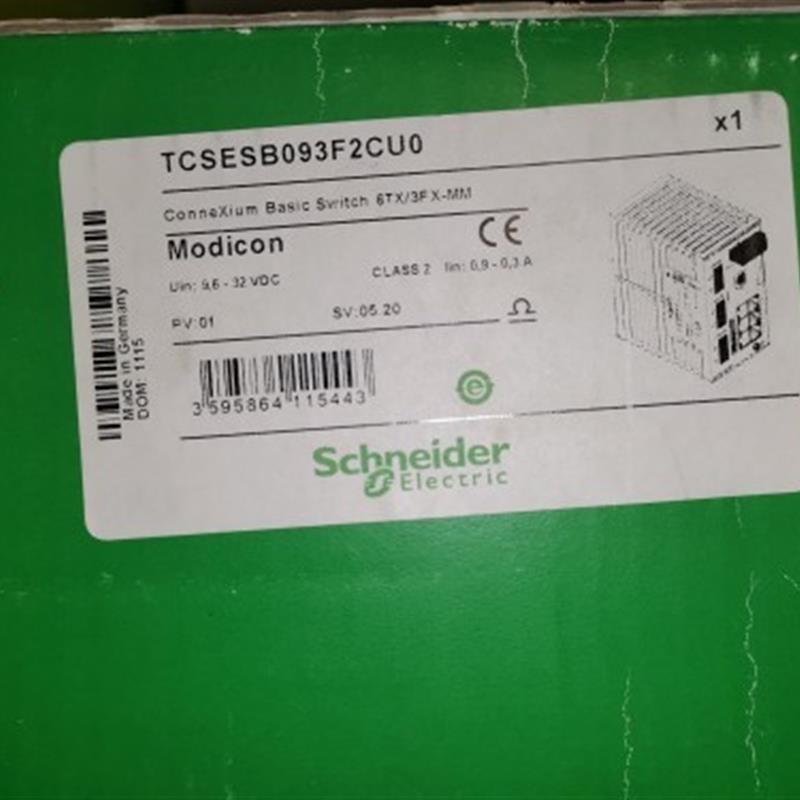 TCSESB093F2CU0
x1
ConneXium Basic Switch 6TX/3FX-MM
Modicon
CE
Uin: 9,6 - 32 VDC
CLASS 2 Iin: 0,9 - 0,3 A
PV:01
SV:05.20
Made in Germany
DOM: 1115
3 595864 115443
Schneider
Electric